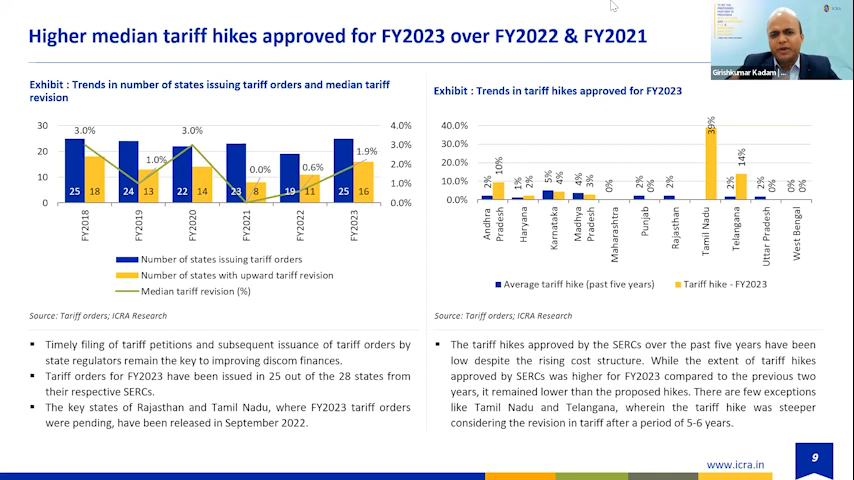 Higher median tariff hikes approved for FY2023 over FY2022 & FY2021
ICRA
Girishkumar Kadam | ...
Exhibit : Trends in number of states issuing tariff orders and median tariff
revision
30
20
10
0
4.0%
3.0%
2.0%
1.0%
0.0%
3.0%
1.0%
3.0%
0.0%
0.6%
1.9%
25 18
24 13
22 14
23 8
19 11
25 16
FY2018
FY2019
FY2020
FY2021
FY2022
FY2023
Number of states issuing tariff orders
Number of states with upward tariff revision
Median tariff revision (%)
Source: Tariff orders; ICRA Research
▪ Timely filing of tariff petitions and subsequent issuance of tariff orders by
state regulators remain the key to improving discom finances.
▪ Tariff orders for FY2023 have been issued in 25 out of the 28 states from
their respective SERCs.
▪ The key states of Rajasthan and Tamil Nadu, where FY2023 tariff orders
were pending, have been released in September 2022.
Exhibit : Trends in tariff hikes approved for FY2023
40.0%
30.0%
20.0%
10.0%
0.0%
2% 10%
1% 2%
5% 4%
4% 3%
0%
2% 0%
2%
39%
2% 14%
2% 0%
0% 0%
Andhra
Pradesh
Haryana
Karnataka
Madhya
Pradesh
Maharashtra
Punjab
Rajasthan
Tamil Nadu
Telangana
Uttar Pradesh
West Bengal
Average tariff hike (past five years)
Tariff hike - FY2023
Source: Tariff orders; ICRA Research
▪ The tariff hikes approved by the SERCs over the past five years have been
low despite the rising cost structure. While the extent of tariff hikes
approved by SERCs was higher for FY2023 compared to the previous two
years, it remained lower than the proposed hikes. There are few exceptions
like Tamil Nadu and Telangana, wherein the tariff hike was steeper
considering the revision in tariff after a period of 5-6 years.
www.icra.in
9